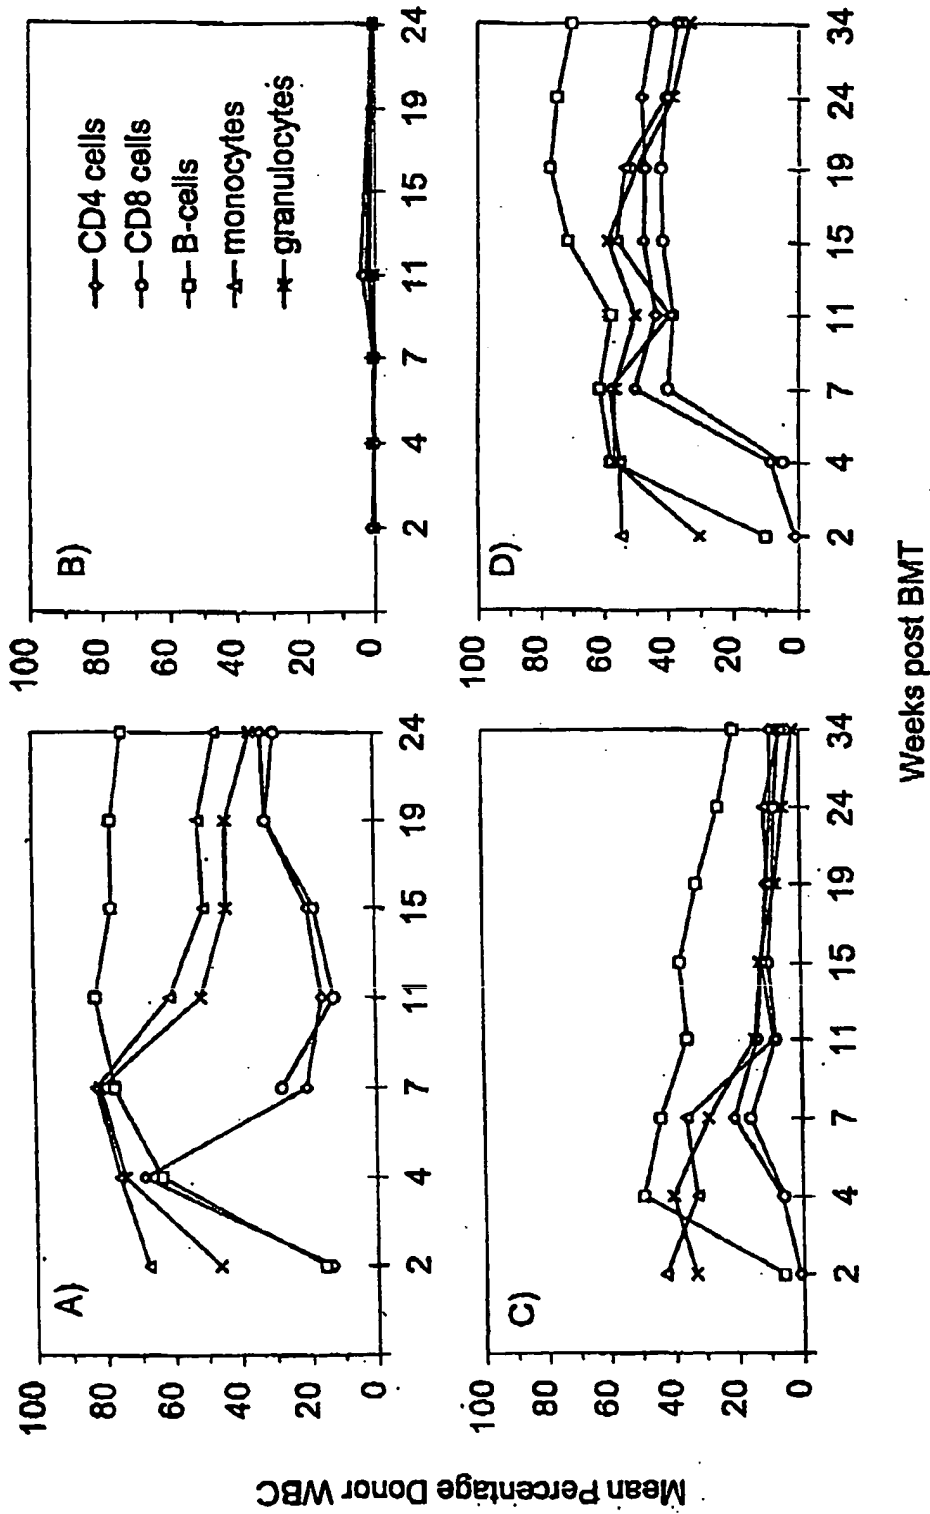 Mean Percentage Donor WBC
A)
100
80
60
40
20
0
2 4 7 11 15 19 24
B)
CD4 cells
CD8 cells
B-cells
monocytes
granulocytes
100
80
60
40
20
0
2 4 7 11 15 19 24
C)
100
80
60
40
20
0
2 4 7 11 15 19 24 34
D)
100
80
60
40
20
0
2 4 7 11 15 19 24 34
Weeks post BMT